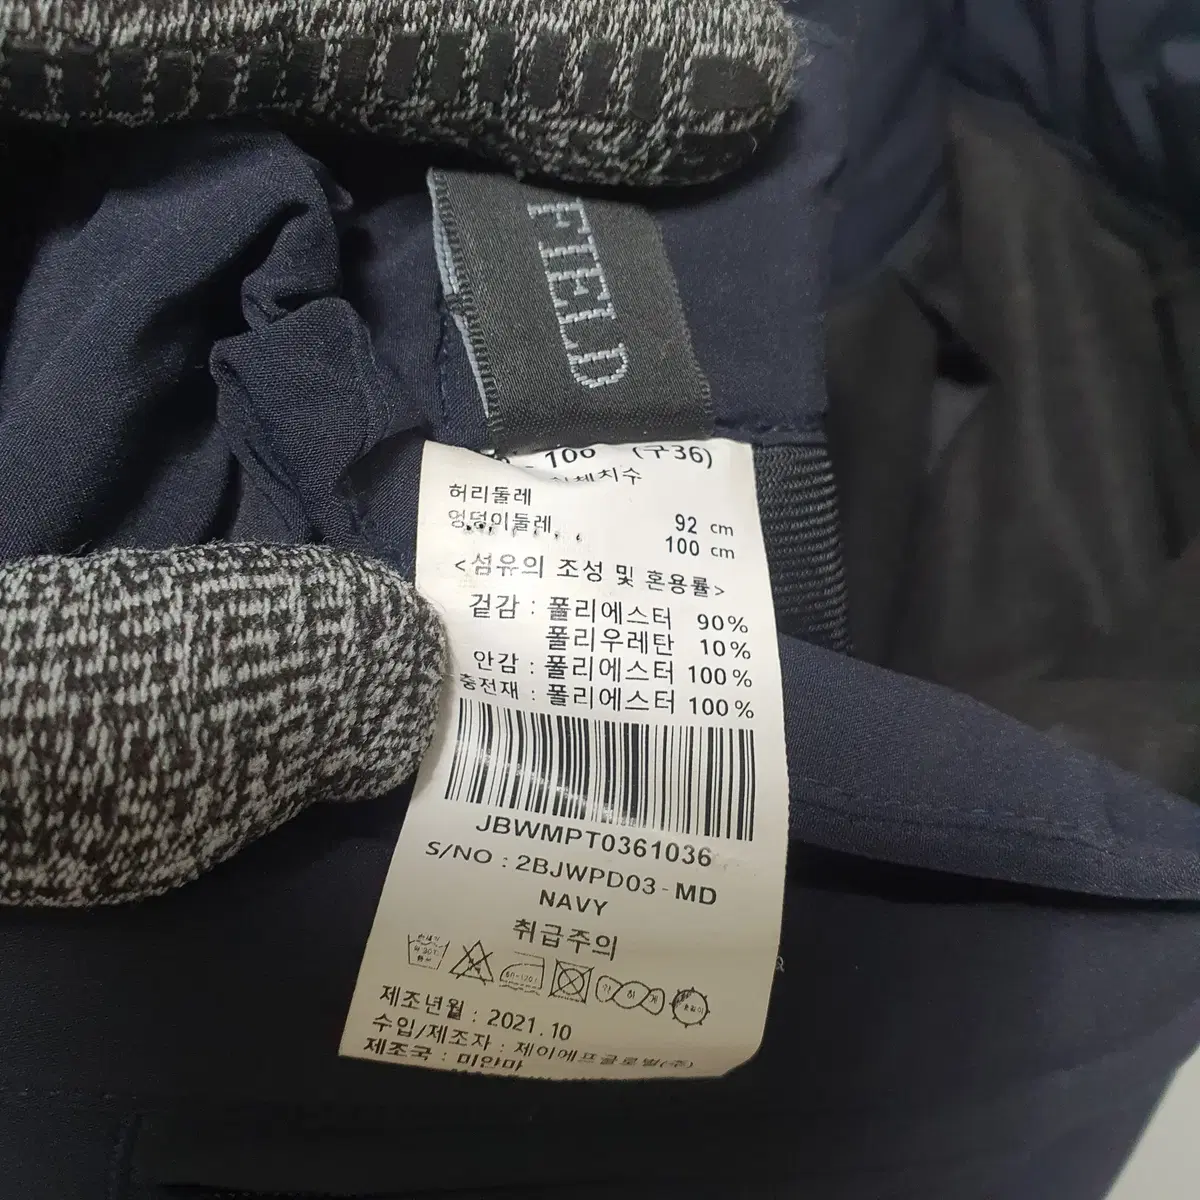 FIELD
100 (구36)
신체치수
허리둘레 92 cm
엉덩이둘레 100 cm
<섬유의 조성 및 혼용률>
겉감 : 폴리에스터 90%
폴리우레탄 10%
안감 : 폴리에스터 100%
충전재 : 폴리에스터 100%
JBWMPT0361036
S/NO : 2BJWPD03-MD
NAVY
취급주의
제조년월 : 2021.10
수입/제조자 : 제이에프글로벌(주)
제조국 : 미얀마